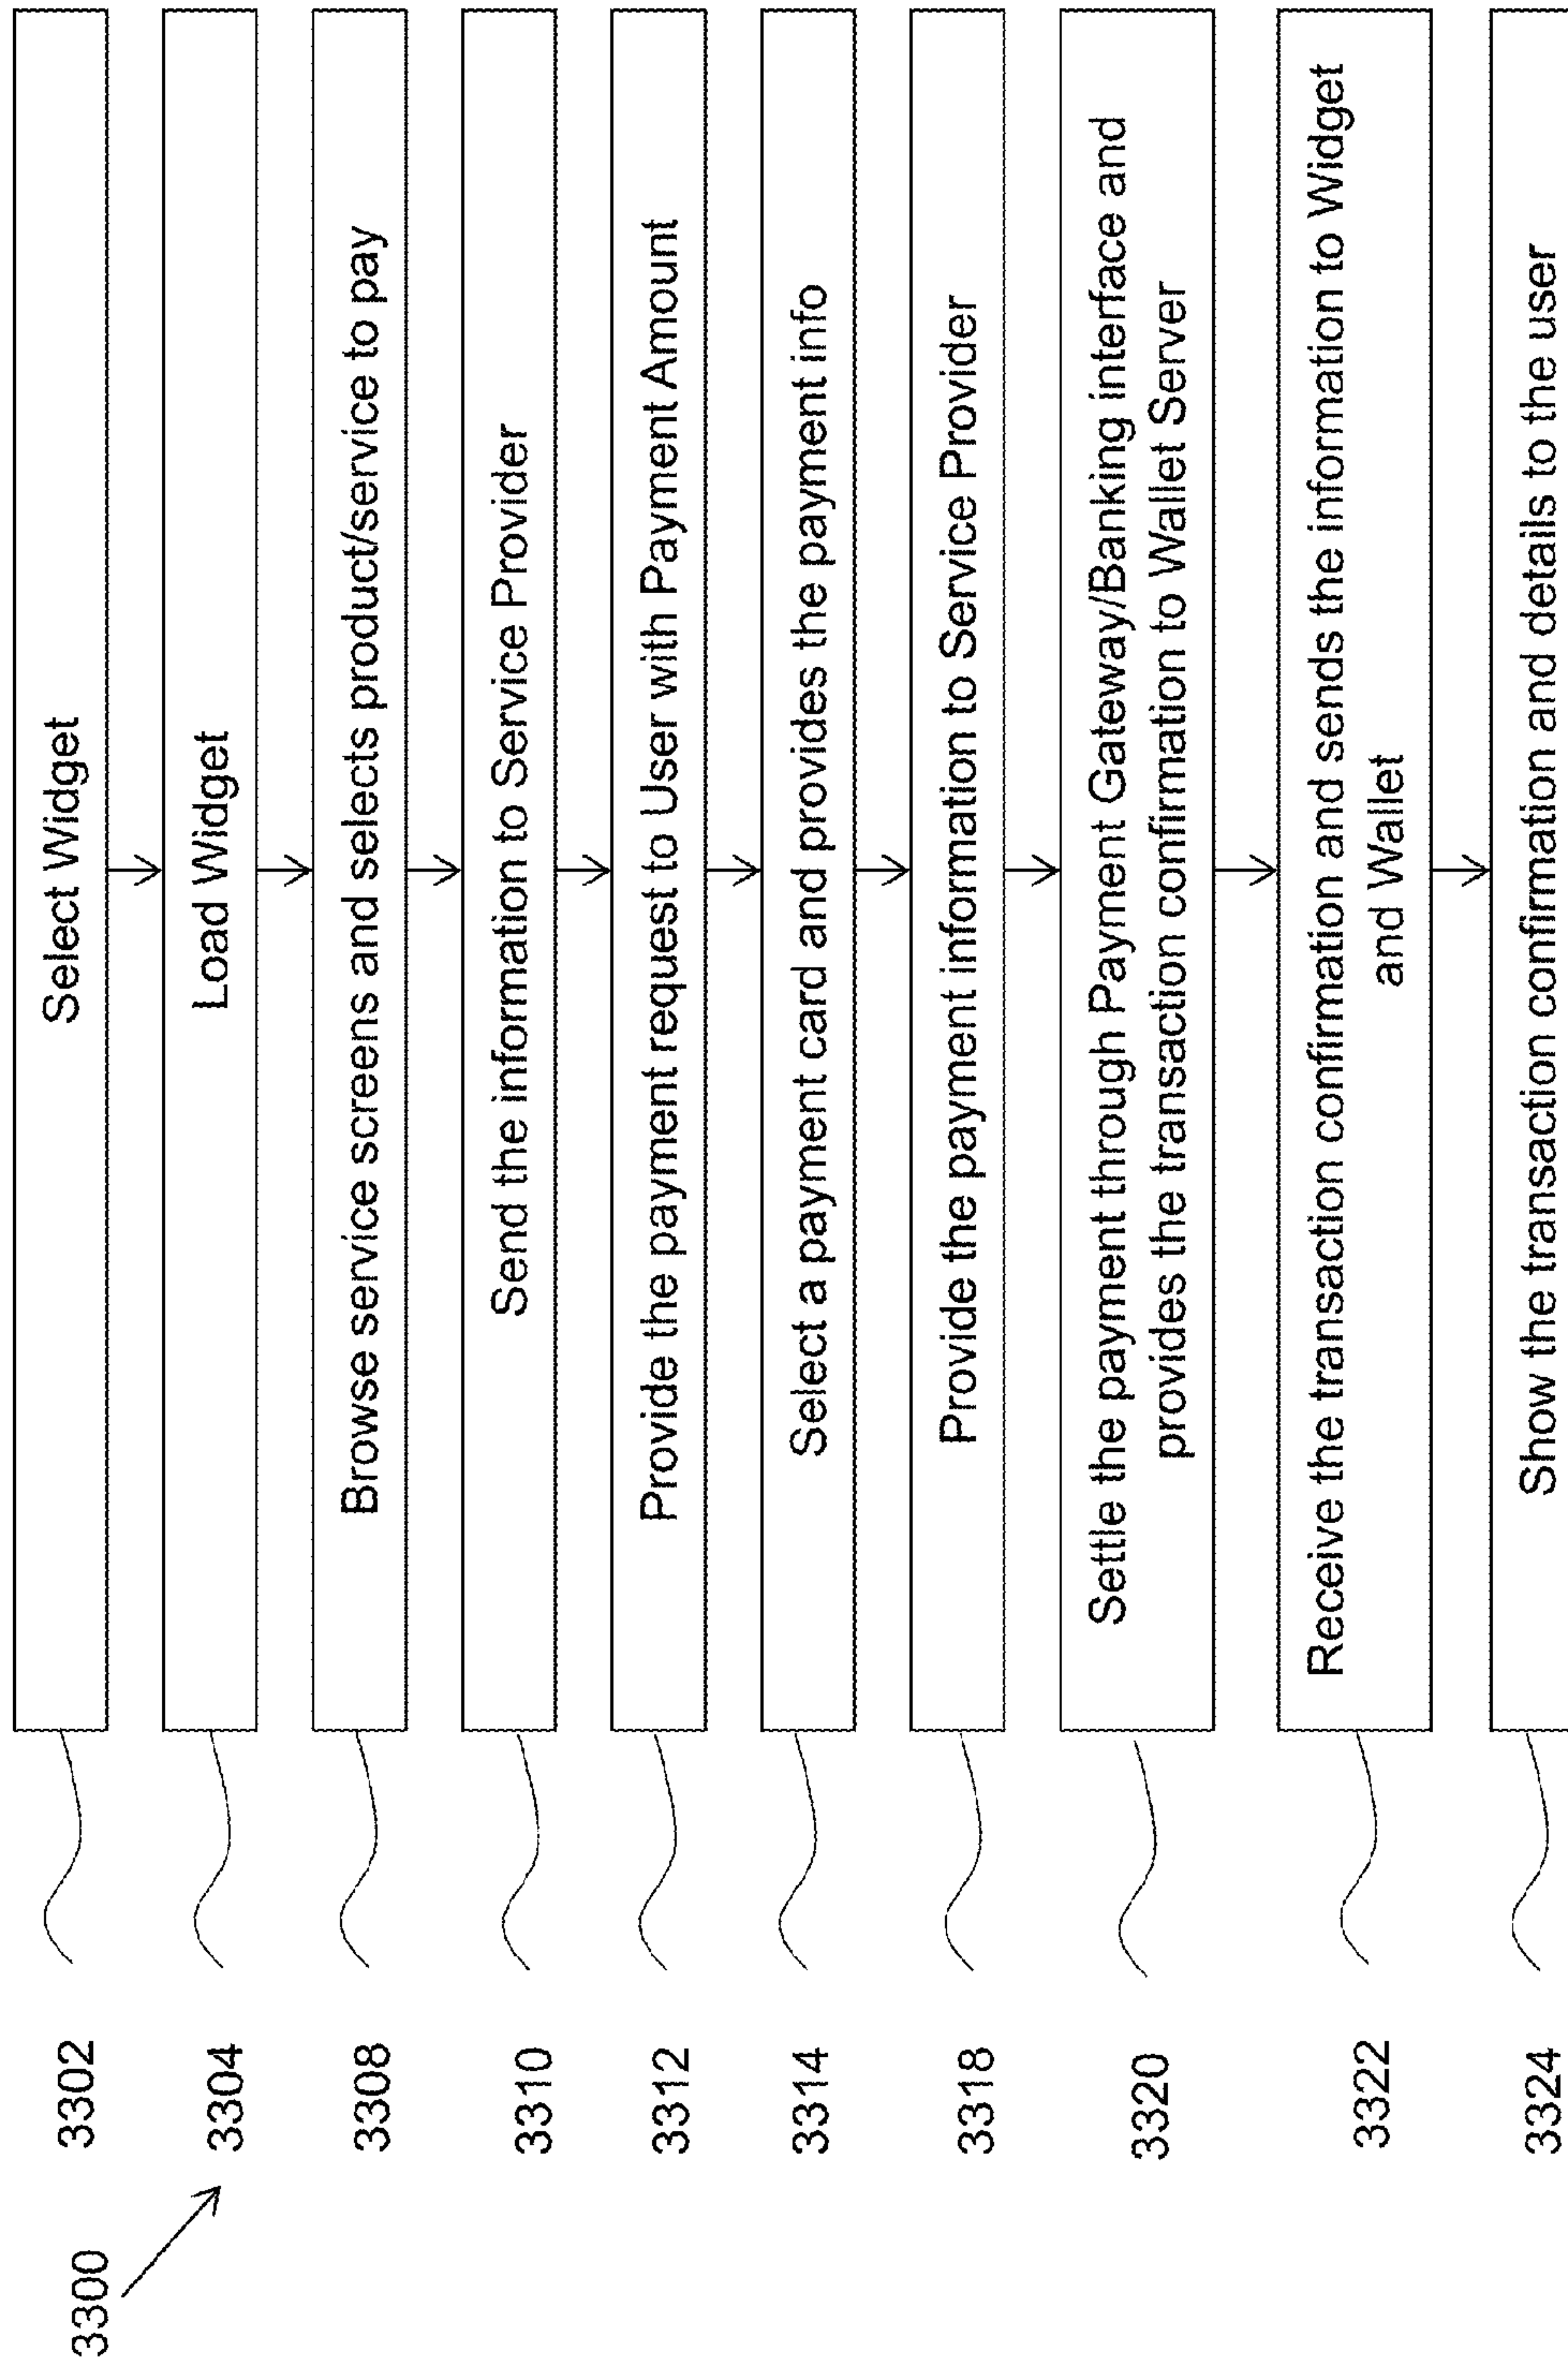 3300
3302
Select Widget
3304
Load Widget
3308
Browse service screens and selects product/service to pay
3310
Send the information to Service Provider
3312
Provide the payment request to User with Payment Amount
3314
Select a payment card and provides the payment info
3318
Provide the payment information to Service Provider
3320
Settle the payment through Payment Gateway/Banking interface and
provides the transaction confirmation to Wallet Server
3322
Receive the transaction confirmation and sends the information to Widget
and Wallet
3324
Show the transaction confirmation and details to the user